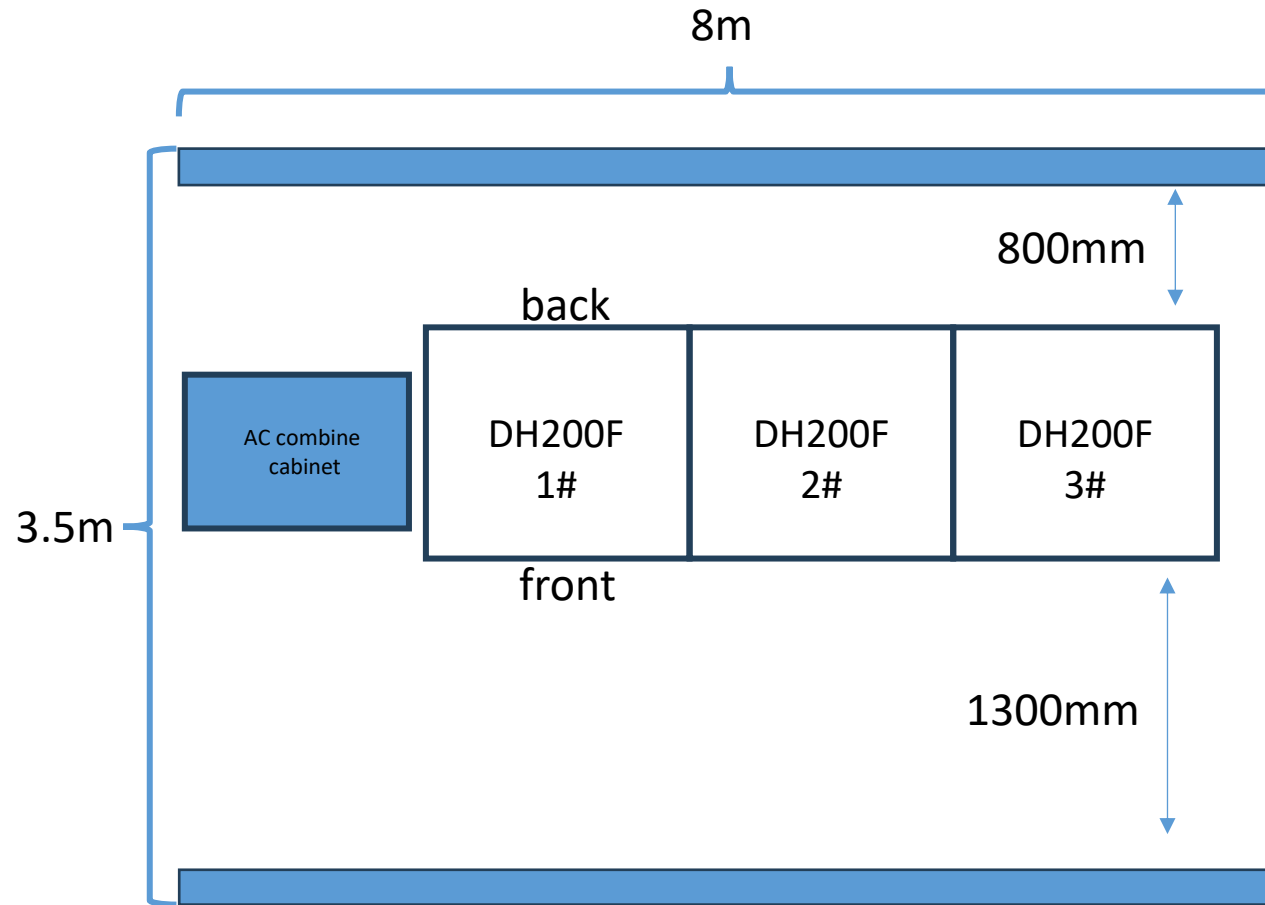 8m
800mm
back
AC combine
cabinet
DH200F
1#
DH200F
2#
DH200F
3#
3.5m
front
1300mm